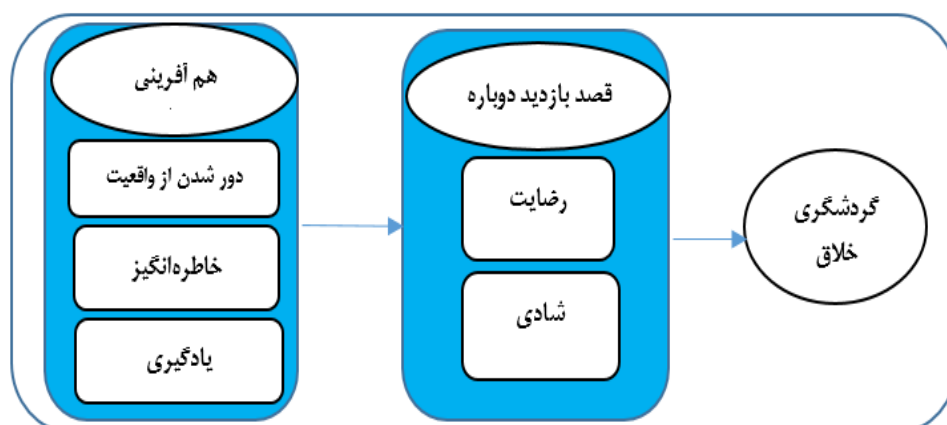 هم آفرینی
دور شدن از واقعیت
خاطره‌انگیز
یادگیری
قصد بازدید دوباره
رضایت
شادی
گردشگری
خلاق